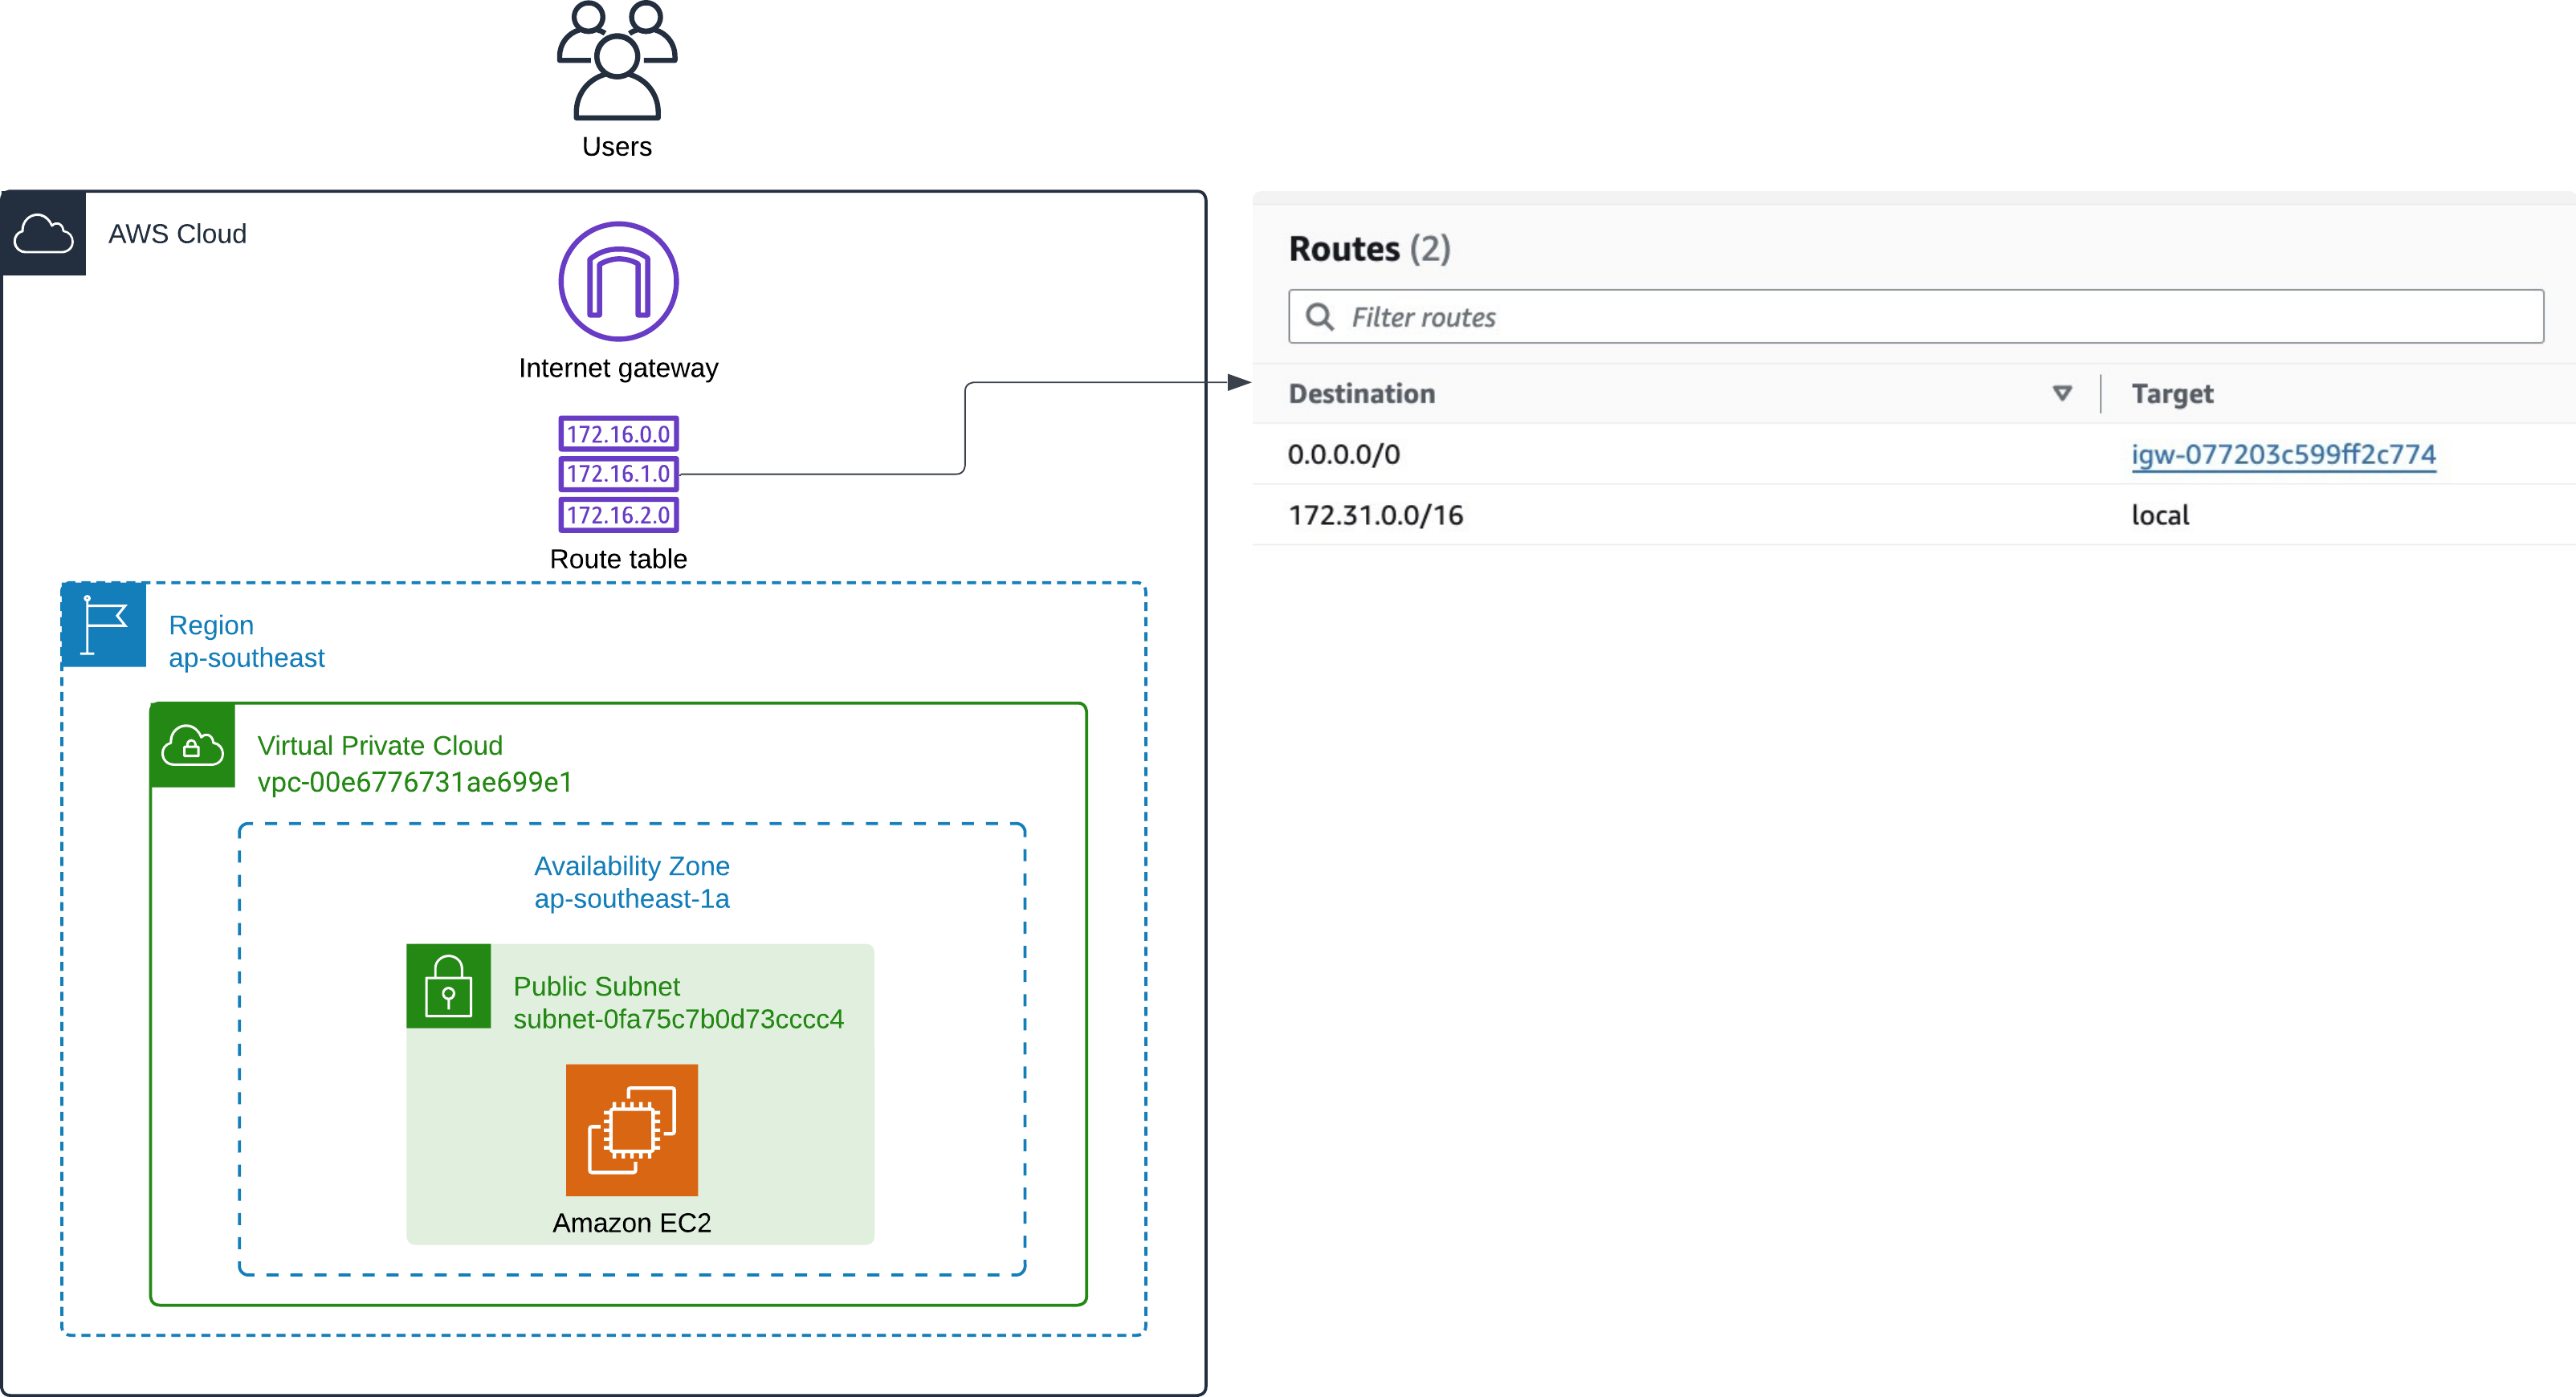 Users
AWS Cloud
Internet gateway
172.16.0.0
172.16.1.0
172.16.2.0
Route table
Region
ap-southeast
Virtual Private Cloud
vpc-00e6776731ae699e1
Availability Zone
ap-southeast-1a
Public Subnet
subnet-0fa75c7b0d73cccc4
Amazon EC2
Routes (2)
Filter routes
Destination Target
0.0.0.0/0 igw-077203c599ff2c774
172.31.0.0/16 local